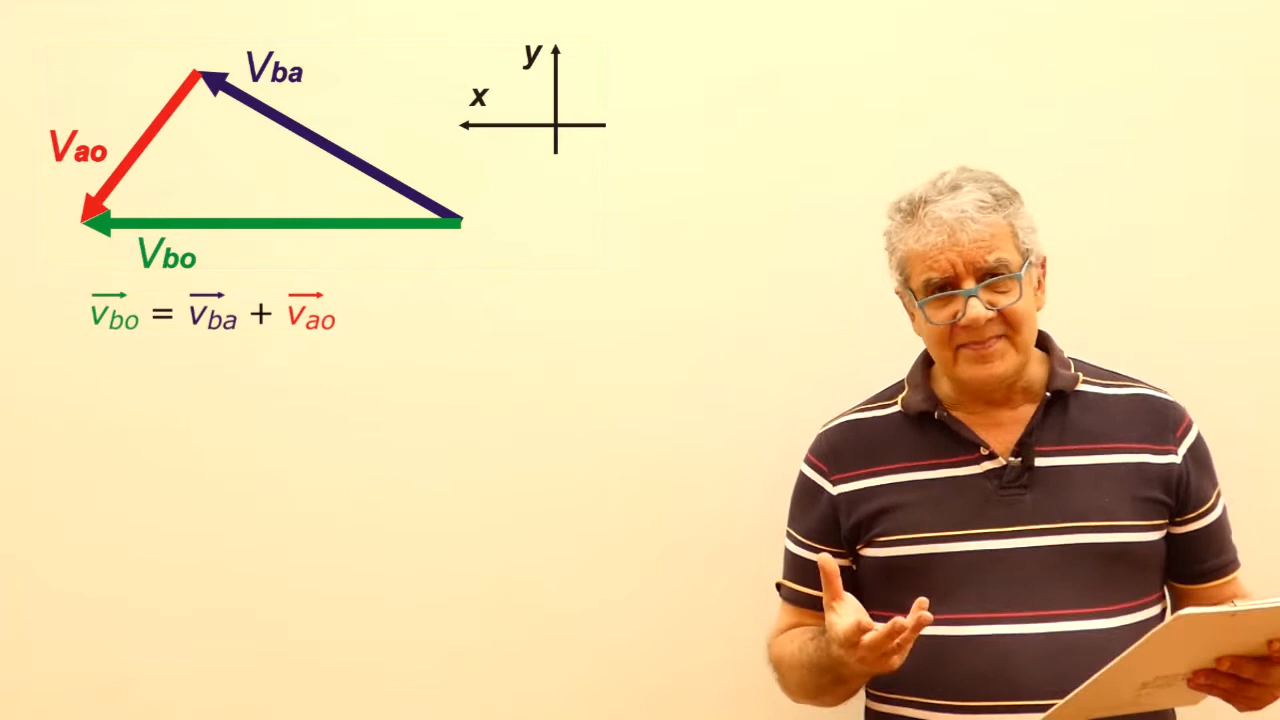 Vba
y
x
Vao
Vbo
vbo = vba + vao